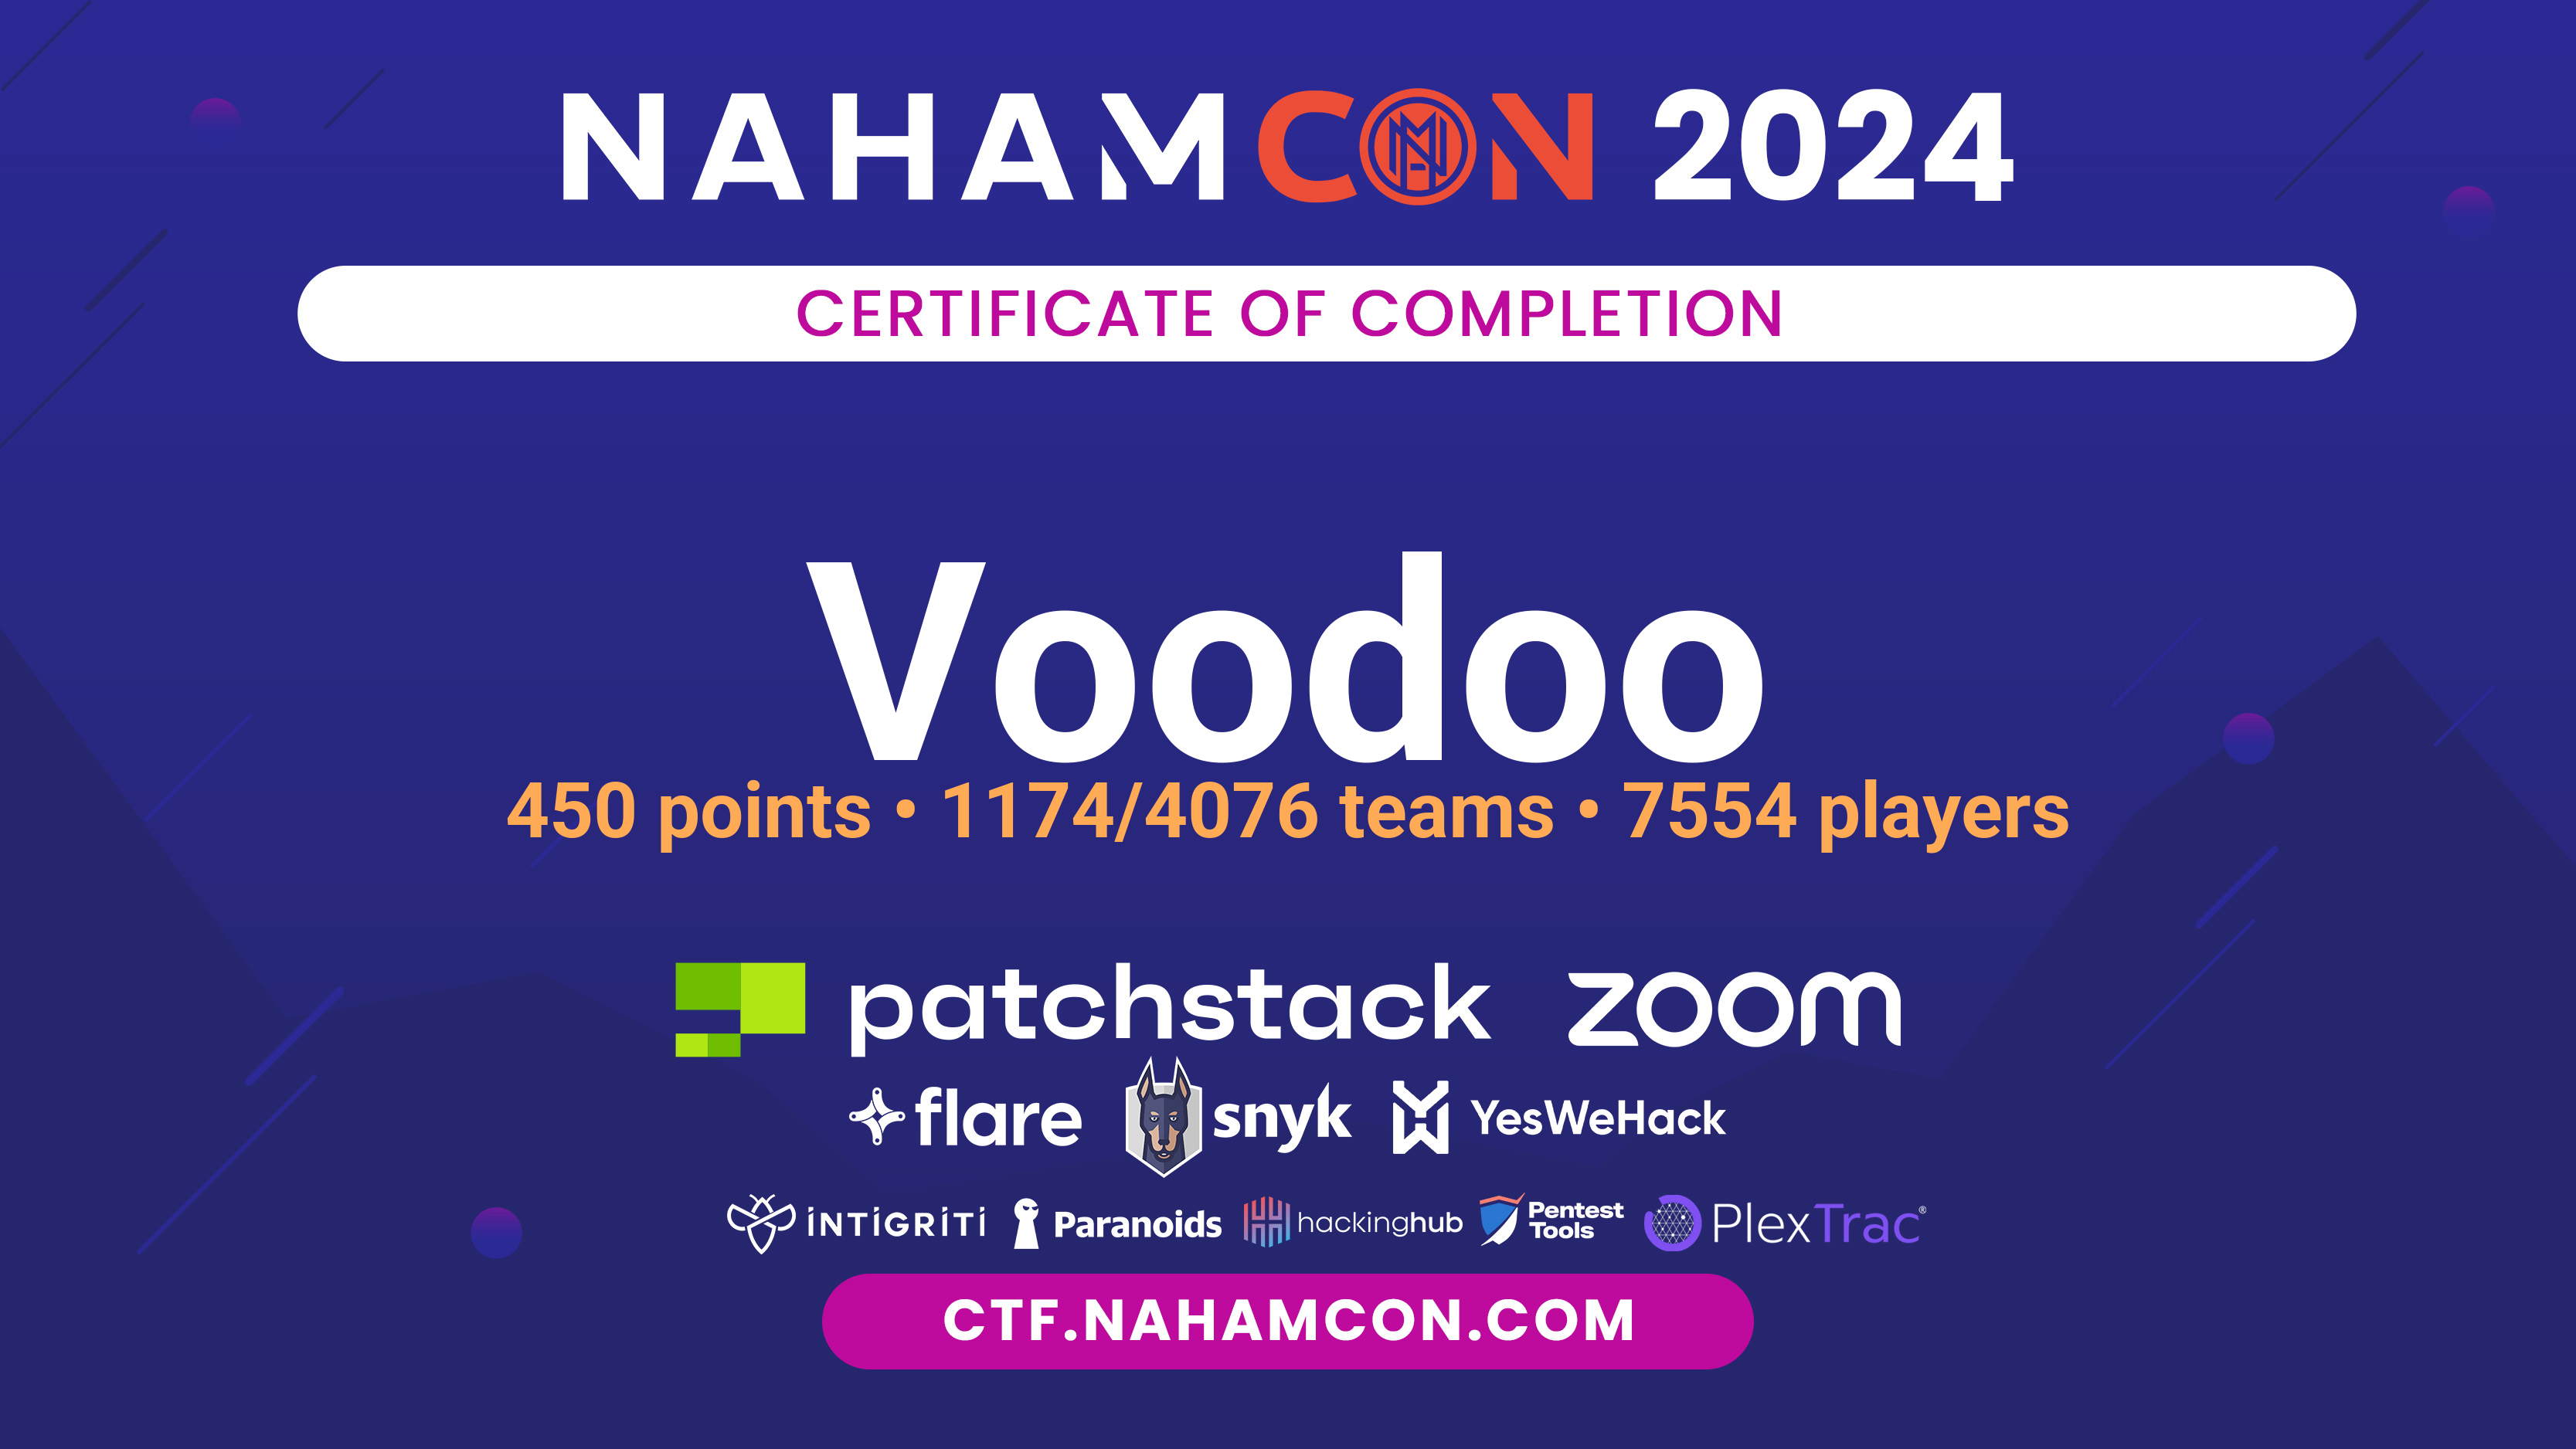 NAHAMCON 2024
CERTIFICATE OF COMPLETION
Voodoo
450 points • 1174/4076 teams • 7554 players
patchstack zoom
flare snyk YesWeHack
INTIGRITI Paranoids hackinghub Pentest Tools PlexTrac®
CTF.NAHAMCON.COM